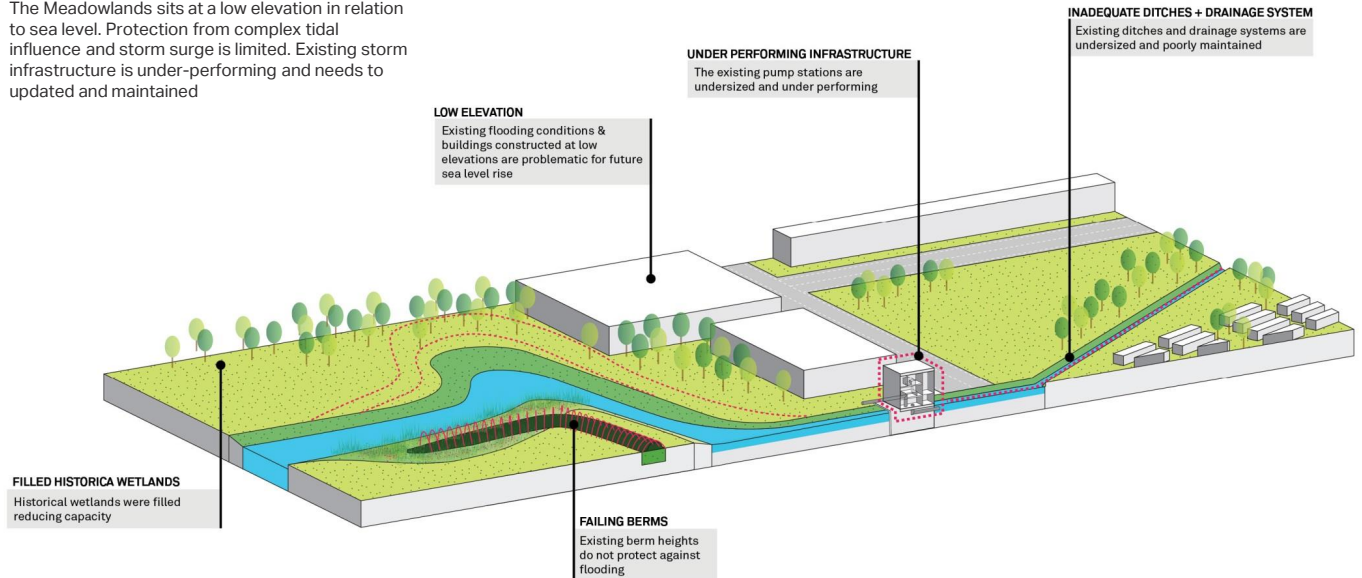 The Meadowlands sits at a low elevation in relation
to sea level. Protection from complex tidal
influence and storm surge is limited. Existing storm
infrastructure is under-performing and needs to
updated and maintained
INADEQUATE DITCHES + DRAINAGE SYSTEM
Existing ditches and drainage systems are
undersized and poorly maintained
UNDER PERFORMING INFRASTRUCTURE
The existing pump stations are
undersized and under performing
LOW ELEVATION
Existing flooding conditions &
buildings constructed at low
elevations are problematic for future
sea level rise
FILLED HISTORICA WETLANDS
Historical wetlands were filled
reducing capacity
FAILING BERMS
Existing berm heights
do not protect against
flooding